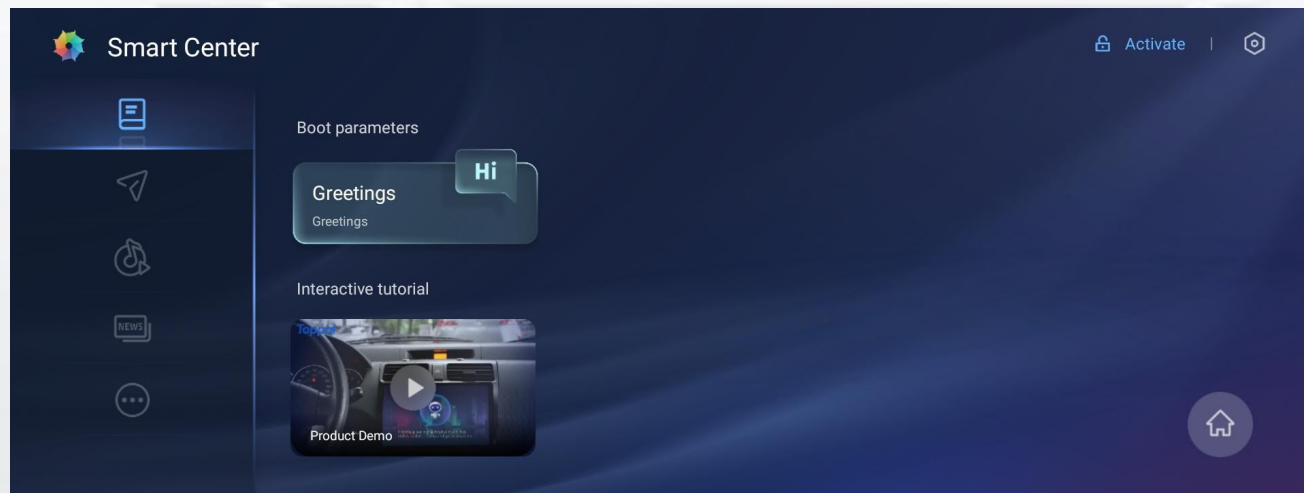 Smart Center
Activate
Boot parameters
Hi
Greetings
Greetings
NEWS
Interactive tutorial
Product Demo